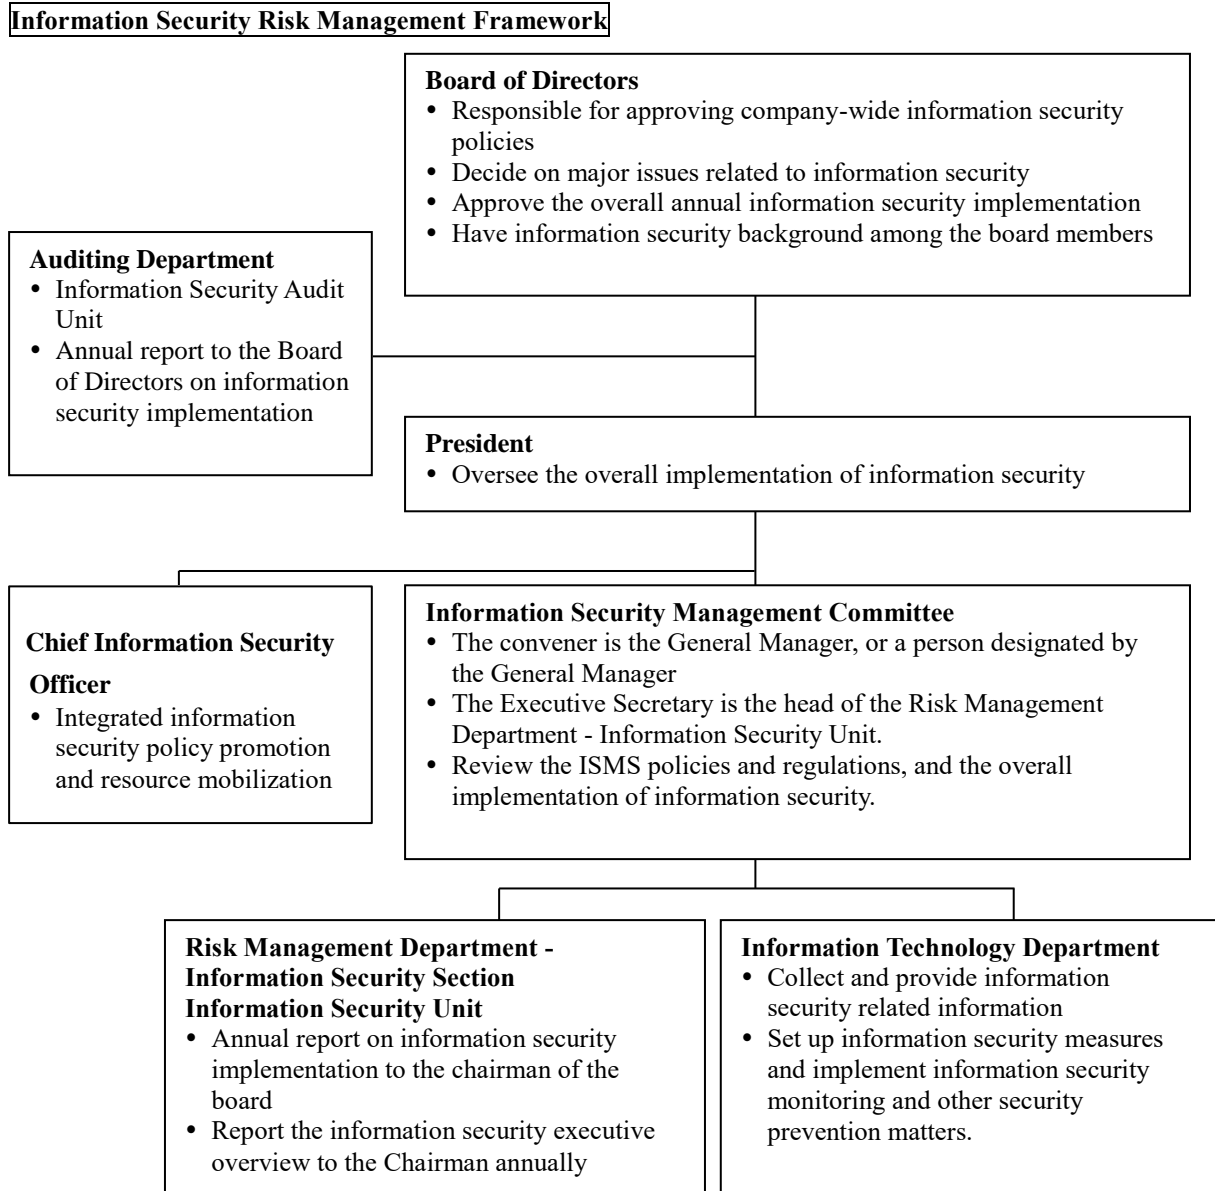 Information Security Risk Management Framework
Board of Directors
• Responsible for approving company-wide information security
policies
• Decide on major issues related to information security
• Approve the overall annual information security implementation
• Have information security background among the board members
Auditing Department
• Information Security Audit
Unit
• Annual report to the Board
of Directors on information
security implementation
President
• Oversee the overall implementation of information security
Chief Information Security
Officer
• Integrated information
security policy promotion
and resource mobilization
Information Security Management Committee
• The convener is the General Manager, or a person designated by
the General Manager
• The Executive Secretary is the head of the Risk Management
Department - Information Security Unit.
• Review the ISMS policies and regulations, and the overall
implementation of information security.
Risk Management Department -
Information Security Section
Information Security Unit
• Annual report on information security
implementation to the chairman of the
board
• Report the information security executive
overview to the Chairman annually
Information Technology Department
• Collect and provide information
security related information
• Set up information security measures
and implement information security
monitoring and other security
prevention matters.